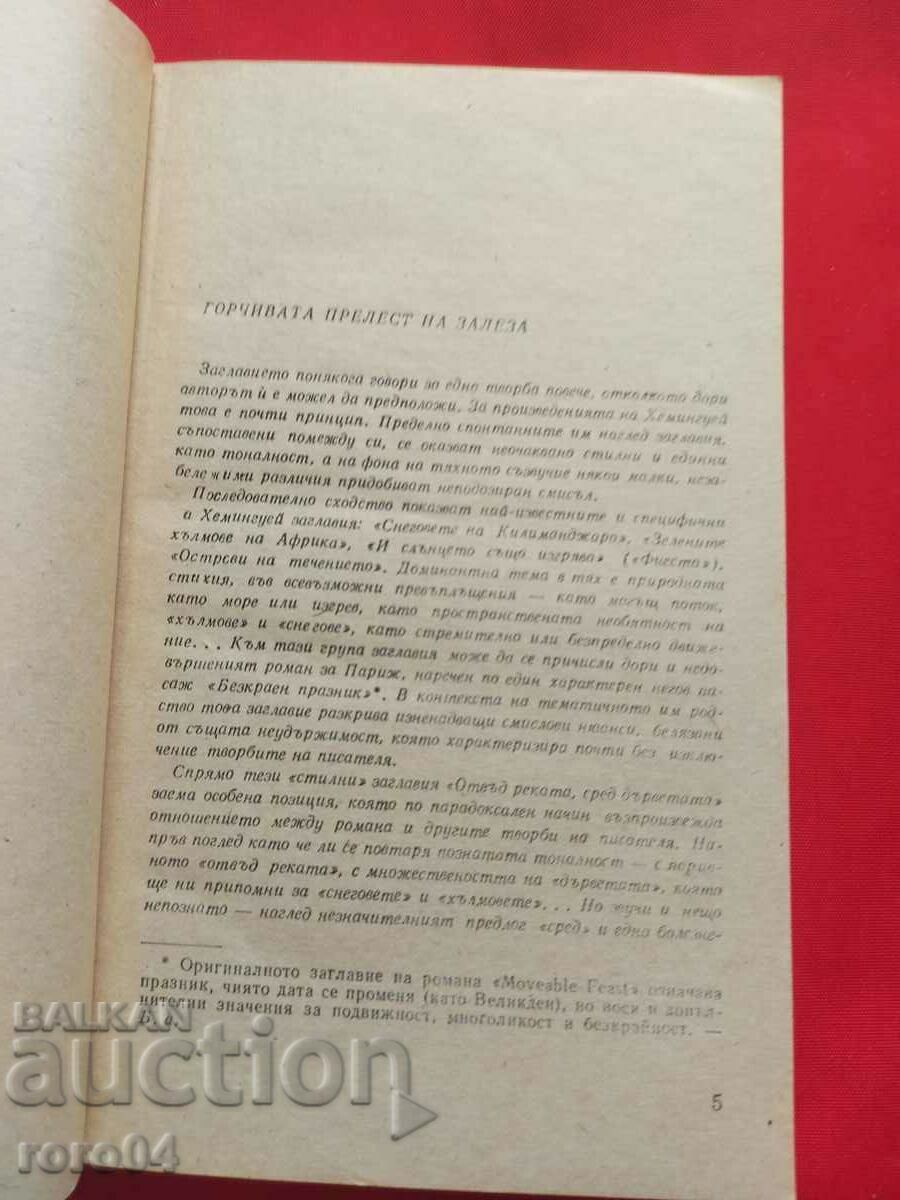 ГОРЧИВАТА ПРЕЛЕСТ НА ЗАЛЕЗА
Заглавието понякога говори за една творба повече, отколкото дори
авторът ѝ е можел да предположи. За произведенията на Хемингуей
това е почти принцип. Пределно спонтанните им наглед заглавия,
съпоставени помежду си, се оказват неочаквано стилни и единни
като тоналност, а на фона на тяхното съзвучие някои малки, неза-
бележими различия придобиват неподозиран смисъл.
Последователно сходство показват най-известните и специфични
а Хемингуей заглавия: «Снеговете на Килиманджаро», «Зелените
хълмове на Африка», «И слънцето също изгрява» («Фиеста»),
«Острови на течението». Доминантна тема в тях е природната
стихия, във всевъзможни превъплъщения — като могъщ поток,
като море или изгрев, като пространствената необятност на
«хълмове» и «снегове», като стремително или безпределно движе-
ние... Към тази група заглавия може да се причисли дори и недо-
вършеният роман за Париж, наречен по един характерен негов па-
саж «Безкраен празник»*. В контекста на тематичното им род-
ство това заглавие разкрива изненадващи смислови нюанси, белязани
от същата неудържимост, която характеризира почти без изклю-
чение творбите на писателя.
Спрямо тези «стилни» заглавия «Отвъд реката, сред дърветата»
заема особена позиция, която по парадоксален начин възпроизвежда
отношението между романа и другите творби на писателя. На-
пръв поглед като че ли се повтаря познатата тоналност — с
ното «отвъд реката», с множествеността на «дърветата», която
ще ни припомни за «снеговете» и «хълмовете»... Но звучи и нещо
непознато — наглед незначителният предлог «сред» и една
* Оригиналното заглавие на романа «Moveable Feast» означава
празник, чиято дата се променя (като Великден), но носи и допъл-
нителни значения за подвижност, многоликост и безкрайност. —
5
BALKAN
auction
roro04